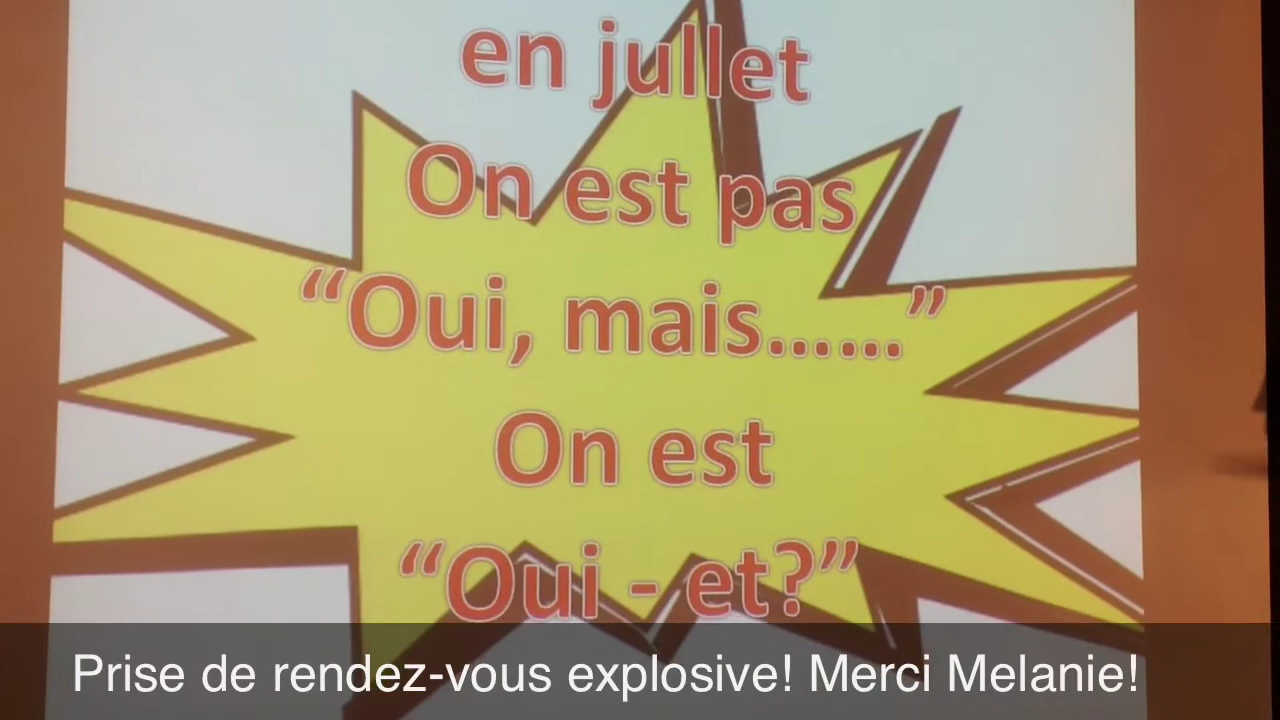 en jullet
On est pas
“Oui, mais......”
On est
“Oui - et?”
Prise de rendez-vous explosive! Merci Melanie!